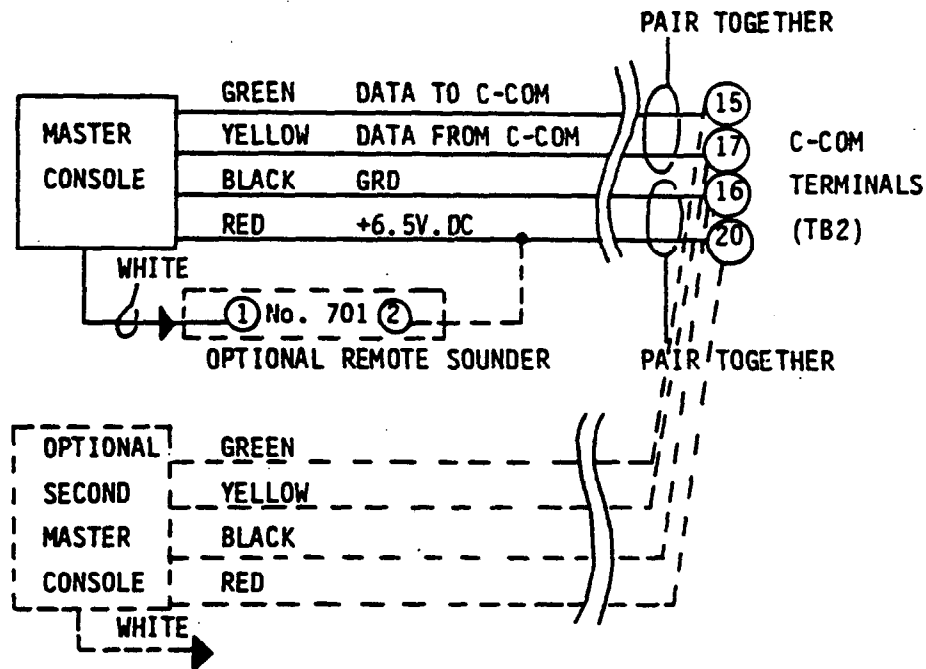 PAIR TOGETHER
GREEN DATA TO C-COM
15
MASTER YELLOW DATA FROM C-COM
17
C-COM
CONSOLE BLACK GRD
16
TERMINALS
RED +6.5V.DC
20
(TB2)
WHITE
1 No. 701 2
OPTIONAL REMOTE SOUNDER
PAIR TOGETHER
OPTIONAL GREEN
SECOND YELLOW
MASTER BLACK
CONSOLE RED
WHITE